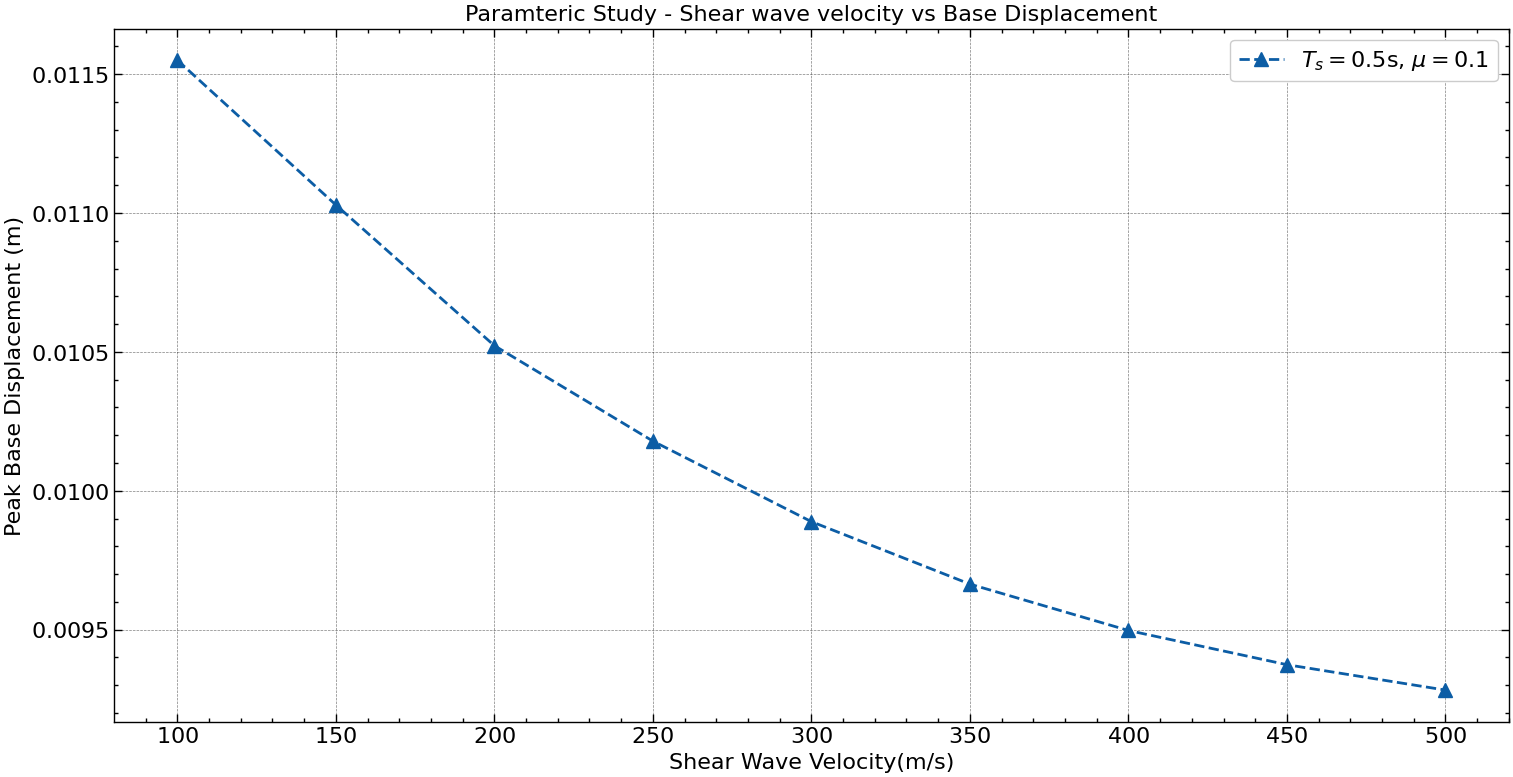 Paramteric Study - Shear wave velocity vs Base Displacement
T_s = 0.5s, μ = 0.1
Peak Base Displacement (m)
0.0115
0.0110
0.0105
0.0100
0.0095
100 150 200 250 300 350 400 450 500
Shear Wave Velocity(m/s)